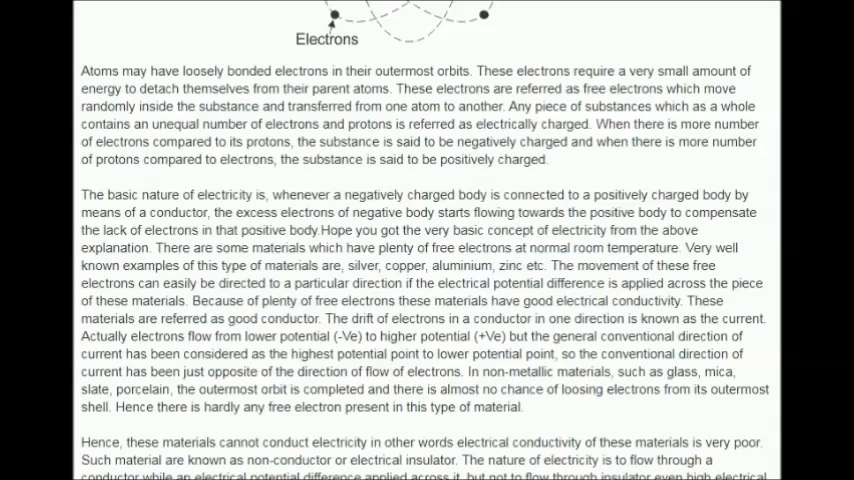 Electrons
Atoms may have loosely bonded electrons in their outermost orbits. These electrons require a very small amount of
energy to detach themselves from their parent atoms. These electrons are referred as free electrons which move
randomly inside the substance and transferred from one atom to another. Any piece of substances which as a whole
contains an unequal number of electrons and protons is referred as electrically charged. When there is more number
of electrons compared to its protons, the substance is said to be negatively charged and when there is more number
of protons compared to electrons, the substance is said to be positively charged.
The basic nature of electricity is, whenever a negatively charged body is connected to a positively charged body by
means of a conductor, the excess electrons of negative body starts flowing towards the positive body to compensate
the lack of electrons in that positive body.Hope you got the very basic concept of electricity from the above
explanation. There are some materials which have plenty of free electrons at normal room temperature. Very well
known examples of this type of materials are, silver, copper, aluminium, zinc etc. The movement of these free
electrons can easily be directed to a particular direction if the electrical potential difference is applied across the piece
of these materials. Because of plenty of free electrons these materials have good electrical conductivity. These
materials are referred as good conductor. The drift of electrons in a conductor in one direction is known as the current.
Actually electrons flow from lower potential (-Ve) to higher potential (+Ve) but the general conventional direction of
current has been considered as the highest potential point to lower potential point, so the conventional direction of
current has been just opposite of the direction of flow of electrons. In non-metallic materials, such as glass, mica,
slate, porcelain, the outermost orbit is completed and there is almost no chance of loosing electrons from its outermost
shell. Hence there is hardly any free electron present in this type of material.
Hence, these materials cannot conduct electricity in other words electrical conductivity of these materials is very poor.
Such material are known as non-conductor or electrical insulator. The nature of electricity is to flow through a
conductor while an electrical potential difference applied across it, but not to flow through insulator even high electrical